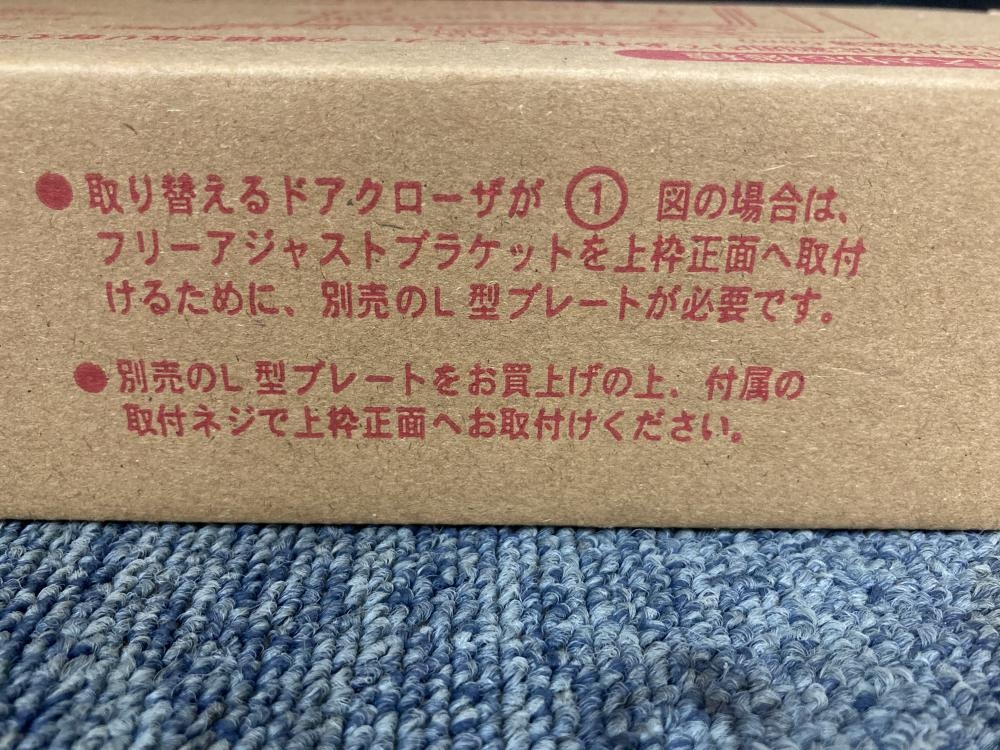 ●取り替えるドアクローザが ① 図の場合は、
フリーアジャストブラケットを上枠正面へ取付
けるために、別売のL型ブレートが必要です。
●別売のL型ブレートをお買上げの上、付属の
取付ネジで上枠正面へお取付けください。